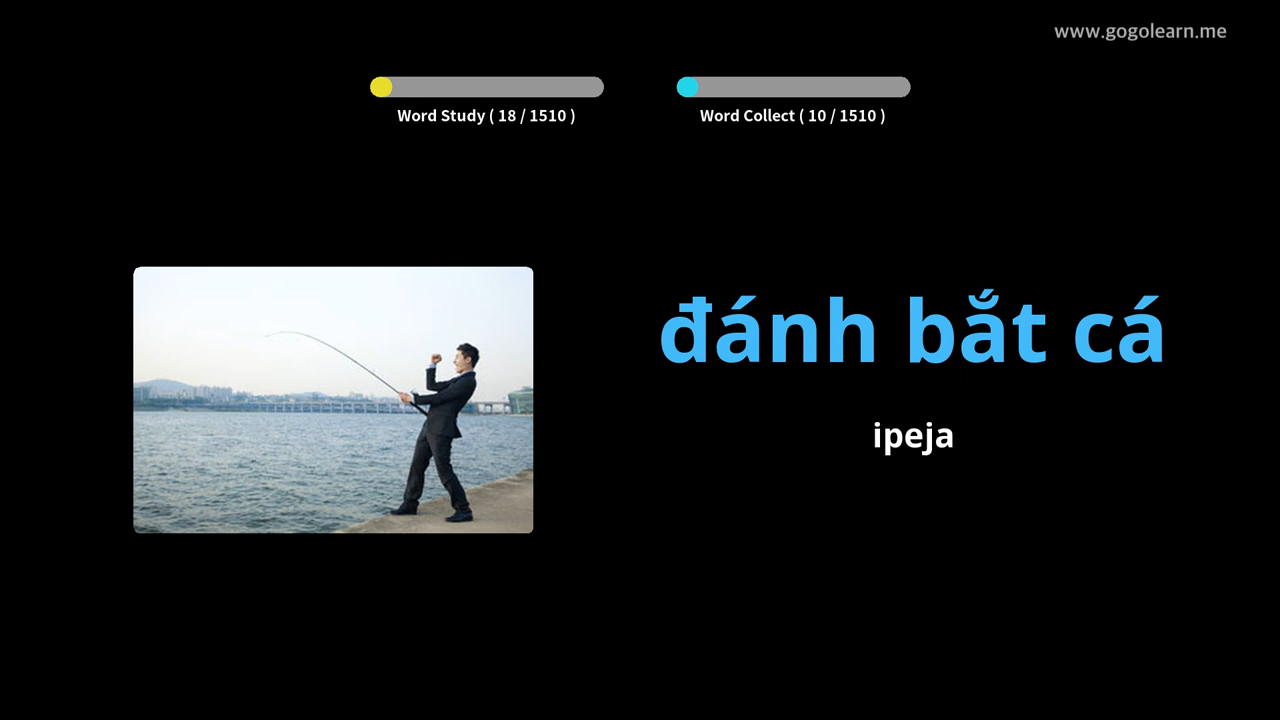 www.gogolearn.me
Word Study ( 18 / 1510 )
Word Collect ( 10 / 1510 )
đánh bắt cá
ipeja